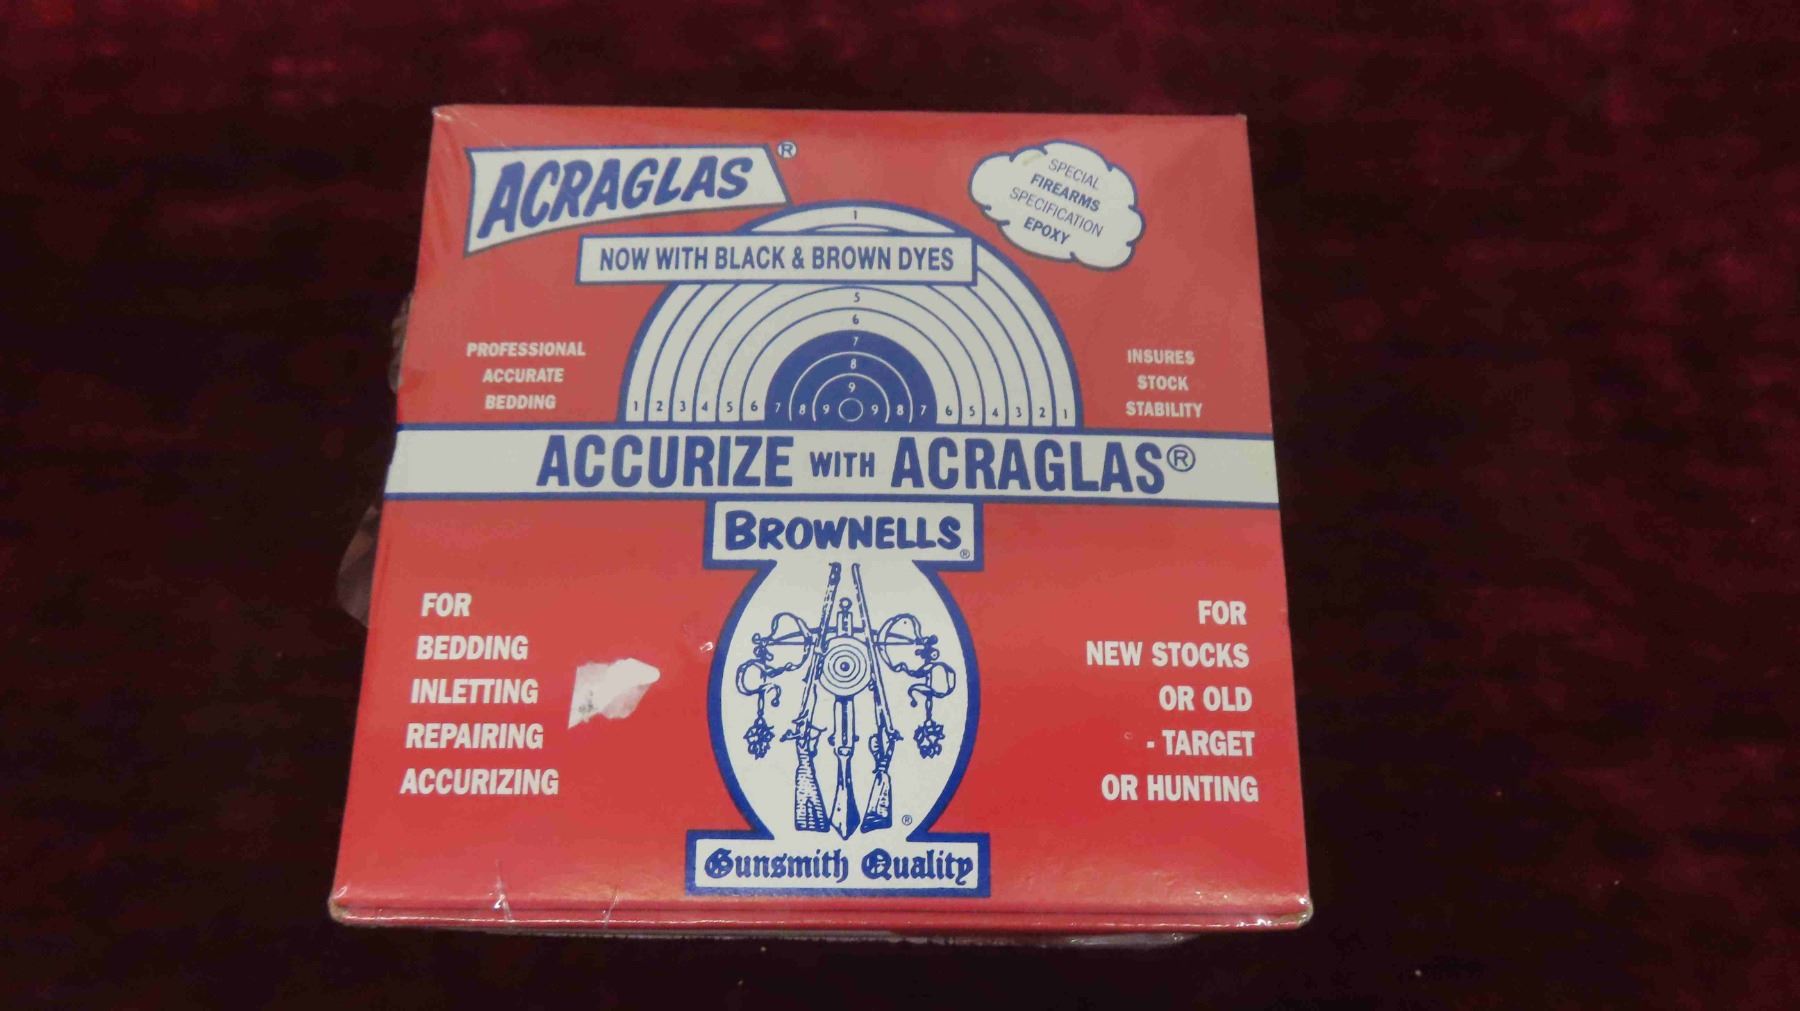 ACRAGLAS®
SPECIAL
FIREARMS
SPECIFICATION
EPOXY
NOW WITH BLACK & BROWN DYES
1
5
6
7
8
9
1 2 3 4 5 6 7 8 9 9 8 7 6 5 4 3 2 1
PROFESSIONAL
ACCURATE
BEDDING
INSURES
STOCK
STABILITY
ACCURIZE WITH ACRAGLAS®
BROWNELLS®
FOR
BEDDING
INLETTING
REPAIRING
ACCURIZING
FOR
NEW STOCKS
OR OLD
- TARGET
OR HUNTING
®
Gunsmith Quality